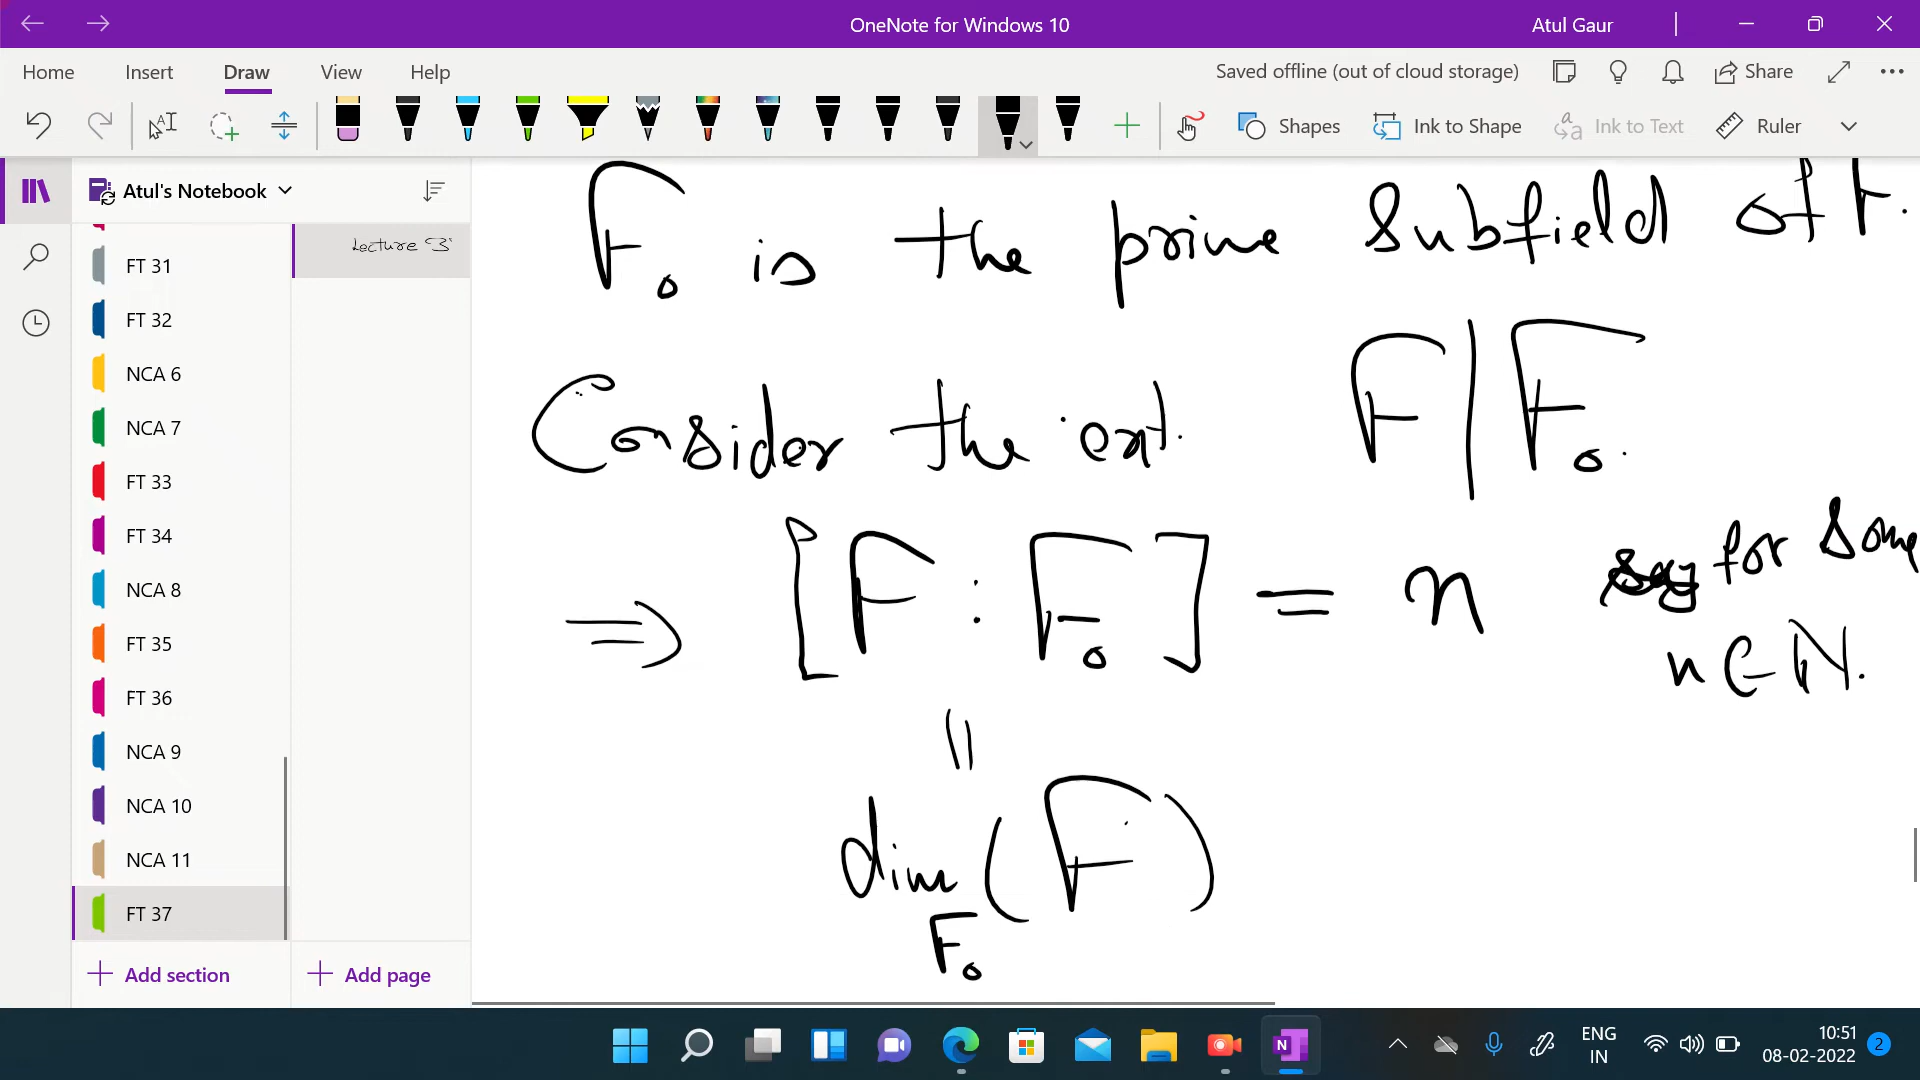 OneNote for Windows 10
Atul Gaur
Home Insert Draw View Help
Saved offline (out of cloud storage)
Share
Shapes
Ink to Shape
Ink to Text
Ruler
Atul's Notebook
FT 31
FT 32
NCA 6
NCA 7
FT 33
FT 34
NCA 8
FT 35
FT 36
NCA 9
NCA 10
NCA 11
FT 37
Add section
Lecture 3
Add page
F₀ is the prime subfield of F.
Consider the ext. F | F₀.
⇒ [F : F₀] = n for some
n ∈ ℕ.
||
dim_F₀ (F)
ENG
IN
10:51
08-02-2022
2